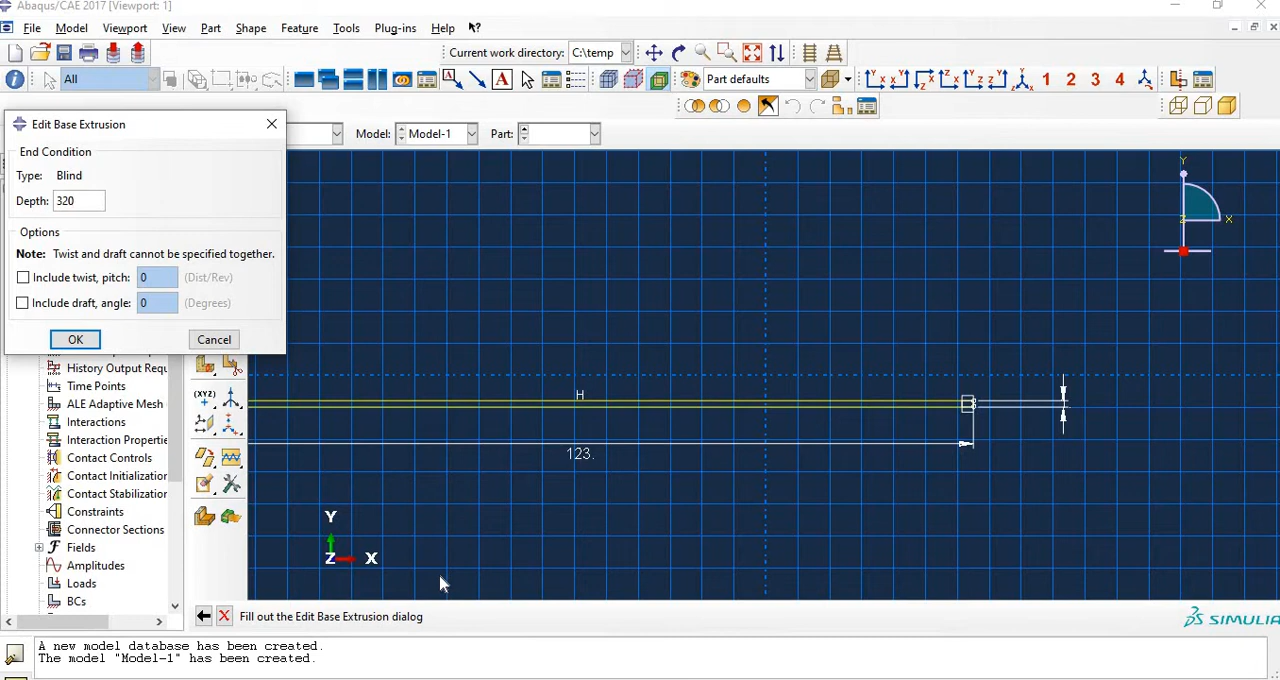 Abaqus/CAE 2017 [Viewport: 1]
File Model Viewport View Part Shape Feature Tools Plug-ins Help
Current work directory: C:\temp
All Part defaults 1 2 3 4
Edit Base Extrusion Model: Model-1 Part:
End Condition
Type: Blind
Depth: 320
Options
Note: Twist and draft cannot be specified together.
Include twist, pitch: 0 (Dist/Rev)
Include draft, angle: 0 (Degrees)
OK Cancel
History Output Requ
Time Points
ALE Adaptive Mesh
Interactions
Interaction Propertie
Contact Controls
Contact Initialization
Contact Stabilization
Constraints
Connector Sections
Fields
Amplitudes
Loads
BCs
(XYZ)
H
123.
Y
Z X
Y
Z X
Fill out the Edit Base Extrusion dialog
SIMULIA
A new model database has been created.
The model "Model-1" has been created.